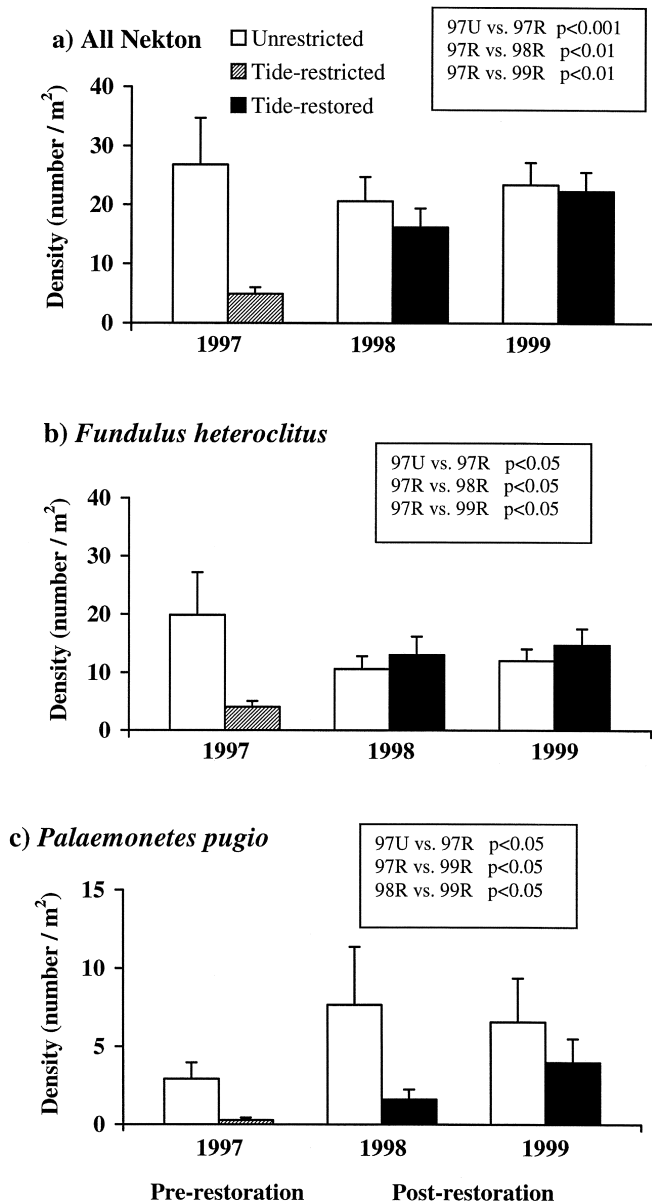 a) All Nekton
Unrestricted
Tide-restricted
Tide-restored
97U vs. 97R p<0.001
97R vs. 98R p<0.01
97R vs. 99R p<0.01
Density (number / m²)
40
30
20
10
0
1997 1998 1999
b) Fundulus heteroclitus
97U vs. 97R p<0.05
97R vs. 98R p<0.05
97R vs. 99R p<0.05
Density (number / m²)
40
30
20
10
0
1997 1998 1999
c) Palaemonetes pugio
97U vs. 97R p<0.05
97R vs. 99R p<0.05
98R vs. 99R p<0.05
Density (number / m²)
15
10
5
0
1997 1998 1999
Pre-restoration Post-restoration